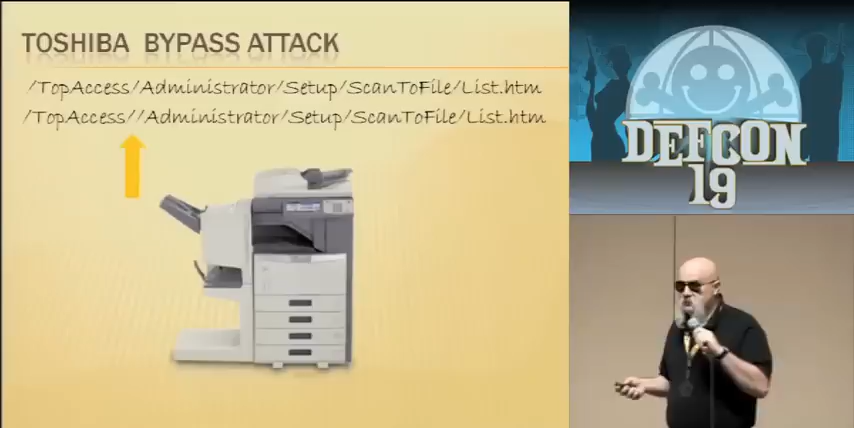 TOSHIBA BYPASS ATTACK
/TopAccess/Administrator/Setup/ScanToFile/List.htm
/TopAccess//Administrator/Setup/ScanToFile/List.htm
DEFCON
19